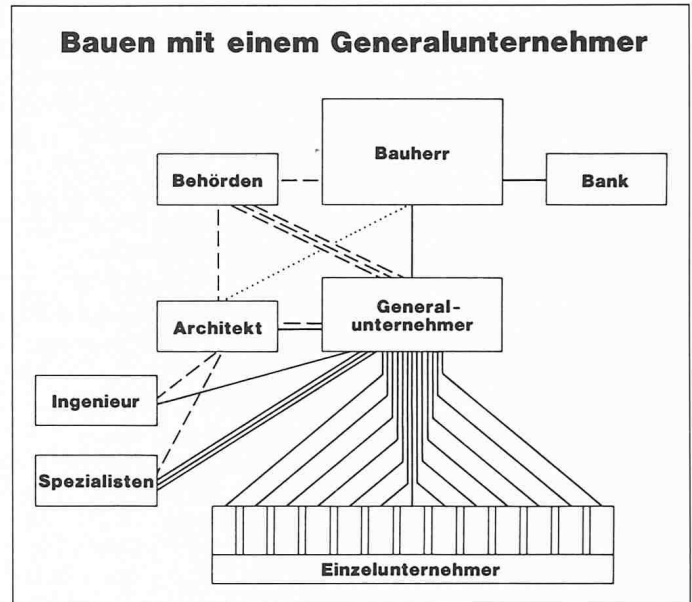 Bauen mit einem Generalunternehmer
Bauherr
Behörden
Bank
General-
unternehmer
Architekt
Ingenieur
Spezialisten
Einzelunternehmer